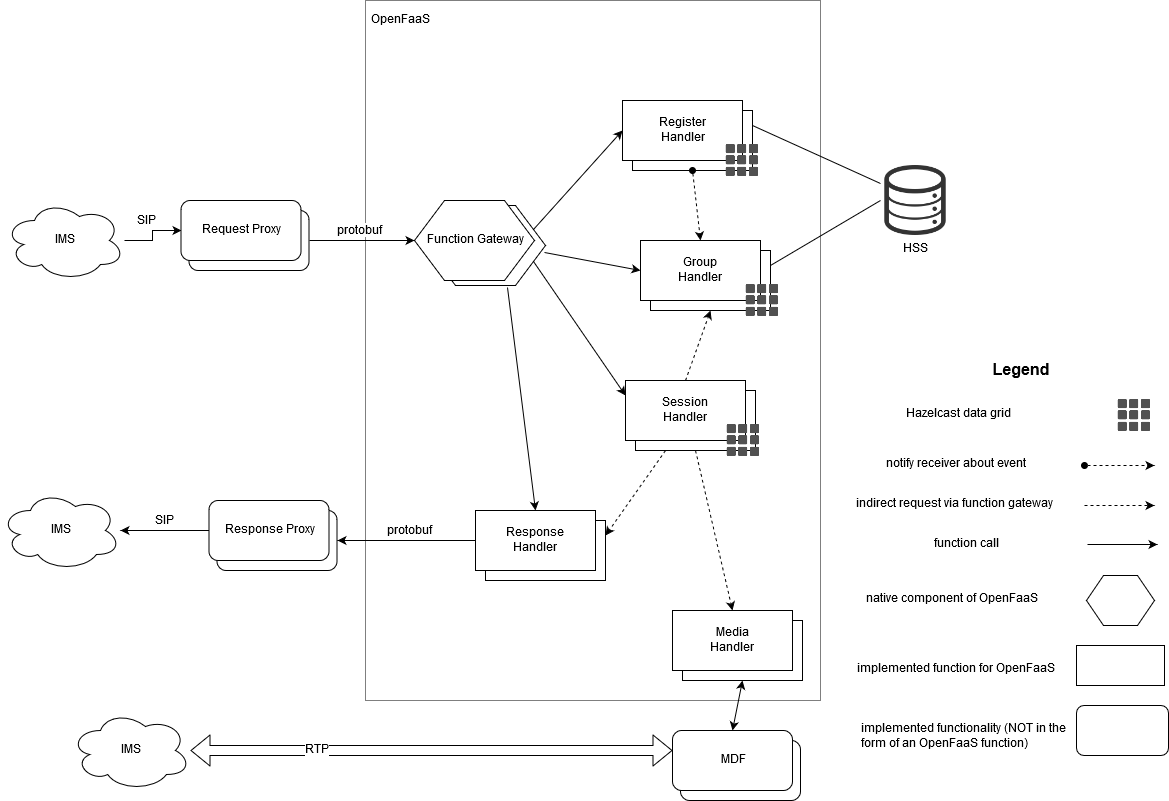 OpenFaaS
Register
Handler
SIP
IMS
Request Proxy
protobuf
Function Gateway
HSS
Group
Handler
Legend
Session
Handler
Hazelcast data grid
notify receiver about event
indirect request via function gateway
IMS
SIP
Response Proxy
protobuf
Response
Handler
function call
native component of OpenFaaS
Media
Handler
implemented function for OpenFaaS
IMS
RTP
MDF
implemented functionality (NOT in the
form of an OpenFaaS function)